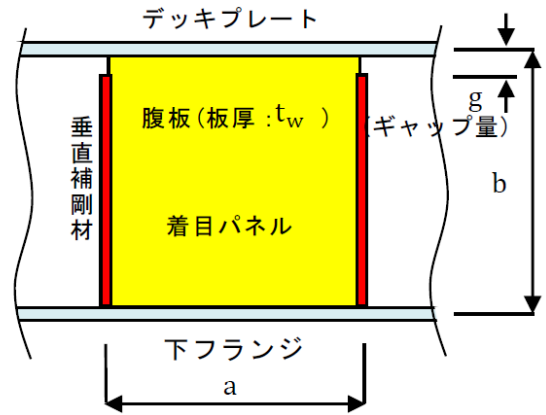 デッキプレート
g
腹板(板厚:tw )
(ギャップ量)
垂直補剛材
b
着目パネル
下フランジ
a